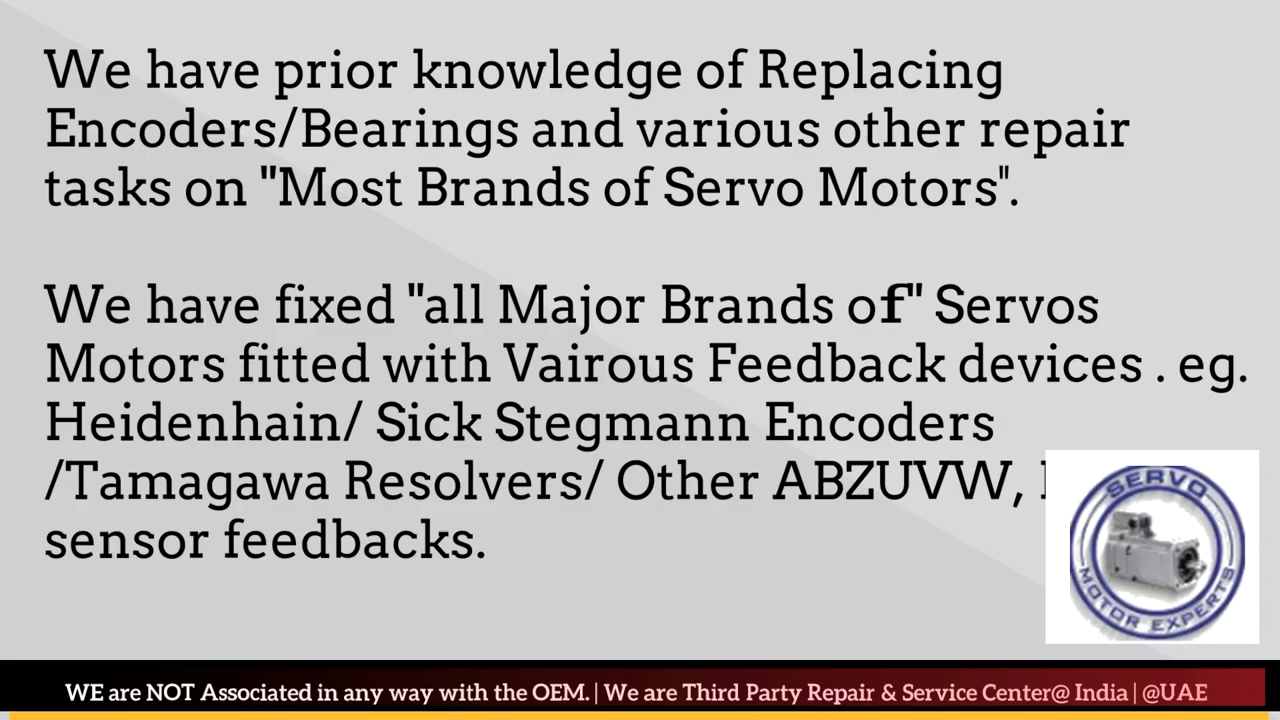 We have prior knowledge of Replacing
Encoders/Bearings and various other repair
tasks on "Most Brands of Servo Motors".
We have fixed "all Major Brands of" Servos
Motors fitted with Vairous Feedback devices . eg.
Heidenhain/ Sick Stegmann Encoders
/Tamagawa Resolvers/ Other ABZUVW,
sensor feedbacks.
SERVO
MOTOR EXPERTS
WE are NOT Associated in any way with the OEM. | We are Third Party Repair & Service Center@ India | @UAE